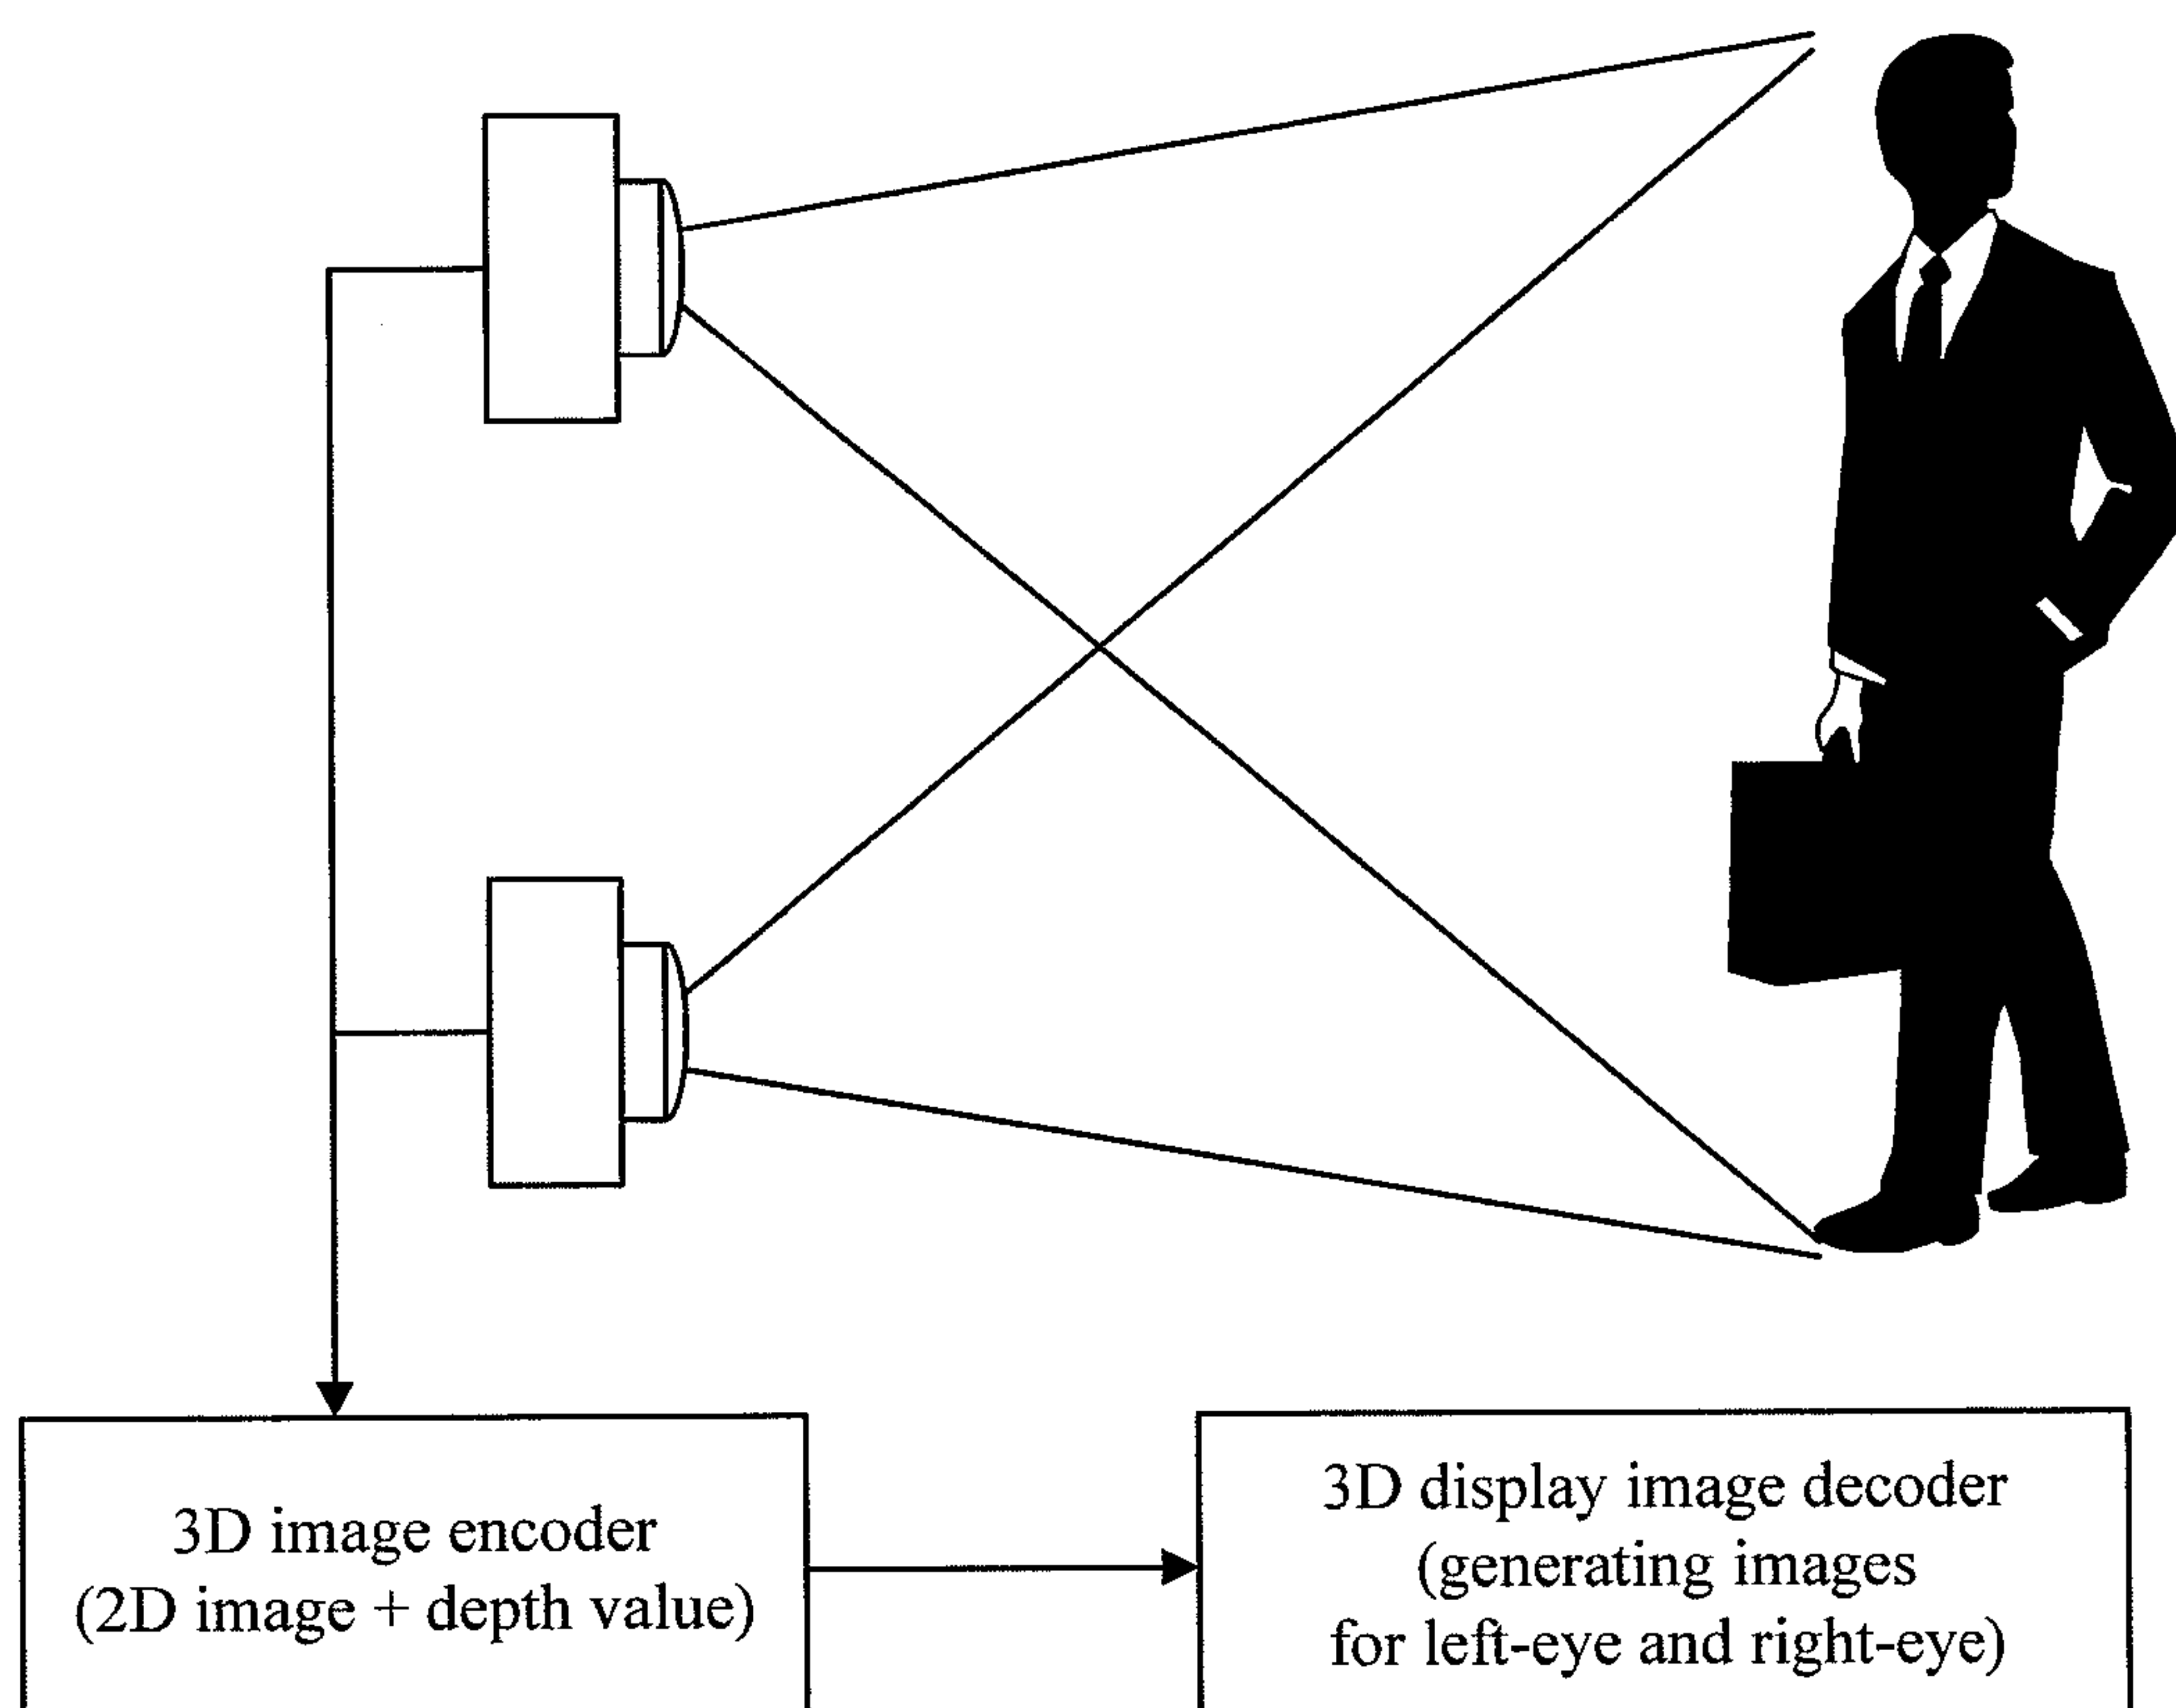 3D image encoder
(2D image + depth value)
3D display image decoder
(generating images
for left-eye and right-eye)